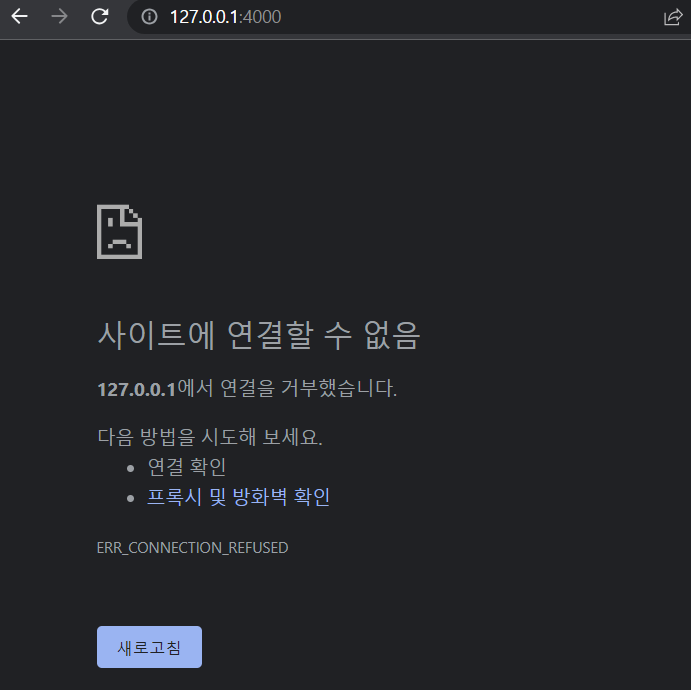 127.0.0.1:4000
사이트에 연결할 수 없음
127.0.0.1에서 연결을 거부했습니다.
다음 방법을 시도해 보세요.
연결 확인
프록시 및 방화벽 확인
ERR_CONNECTION_REFUSED
새로고침